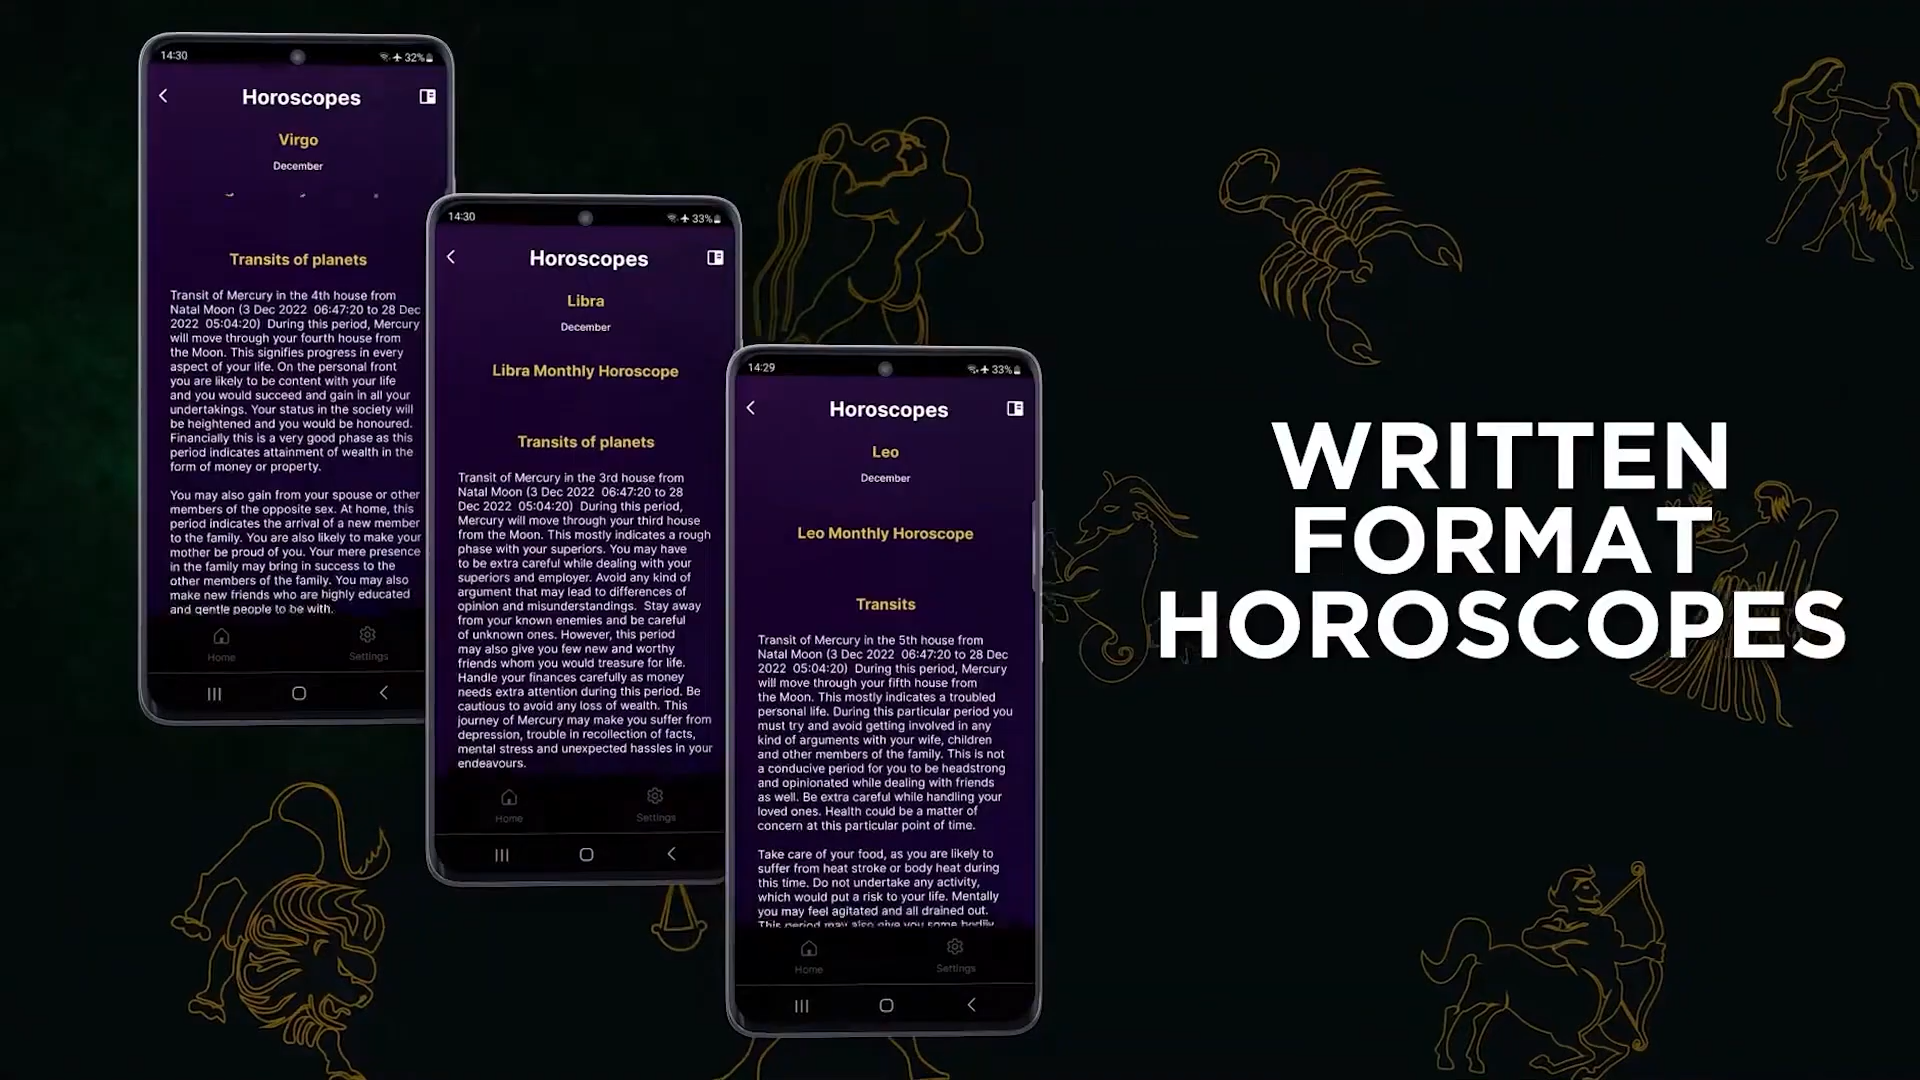 14:30
32%
Horoscopes
Virgo
December
Transits of planets
Transit of Mercury in the 4th house from
Natal Moon (3 Dec 2022 06:47:20 to 28 Dec
2022 05:04:20) During this period, Mercury
will move through your fourth house from
the Moon. This signifies progress in every
aspect of your life. On the personal front
you are likely to be content with your life
and you would succeed and gain in all your
undertakings. Your status in the society will
be heightened and you would be honoured.
Financially this is a very good phase as this
period indicates attainment of wealth in the
form of money or property.
You may also gain from your spouse or other
members of the opposite sex. At home, this
period indicates the arrival of a new member
to the family. You are also likely to make your
mother be proud of you. Your mere presence
in the family may bring in success to the
other members of the family. You may also
make new friends who are highly educated
and gentle people to be with.
Home
Settings
14:30
33%
Horoscopes
Libra
December
Libra Monthly Horoscope
Transits of planets
Transit of Mercury in the 3rd house from
Natal Moon (3 Dec 2022 06:47:20 to 28
Dec 2022 05:04:20) During this period,
Mercury will move through your third house
from the Moon. This mostly indicates a rough
phase with your superiors. You may have
to be extra careful while dealing with your
superiors and employer. Avoid any kind of
argument that may lead to differences of
opinion and misunderstandings. Stay away
from your known enemies and be careful
of unknown ones. However, this period
may also give you few new and worthy
friends whom you would treasure for life.
Handle your finances carefully as money
needs extra attention during this period. Be
cautious to avoid any loss of wealth. This
journey of Mercury may make you suffer from
depression, trouble in recollection of facts,
mental stress and unexpected hassles in your
endeavours.
Home
Settings
14:29
33%
Horoscopes
Leo
December
Leo Monthly Horoscope
Transits
Transit of Mercury in the 5th house from
Natal Moon (3 Dec 2022 06:47:20 to 28 Dec
2022 05:04:20) During this period, Mercury
will move through your fifth house from
the Moon. This mostly indicates a troubled
personal life. During this particular period you
must try and avoid getting involved in any
kind of arguments with your wife, children
and other members of the family. This is not
a conducive period for you to be headstrong
and opinionated while dealing with friends
as well. Be extra careful while handling your
loved ones. Health could be a matter of
concern at this particular point of time.
Take care of your food, as you are likely to
suffer from heat stroke or body heat during
this time. Do not undertake any activity,
which would put a risk to your life. Mentally
you may feel agitated and all drained out.
This period may also give you some bodily
Home
Settings
WRITTEN
FORMAT
HOROSCOPES